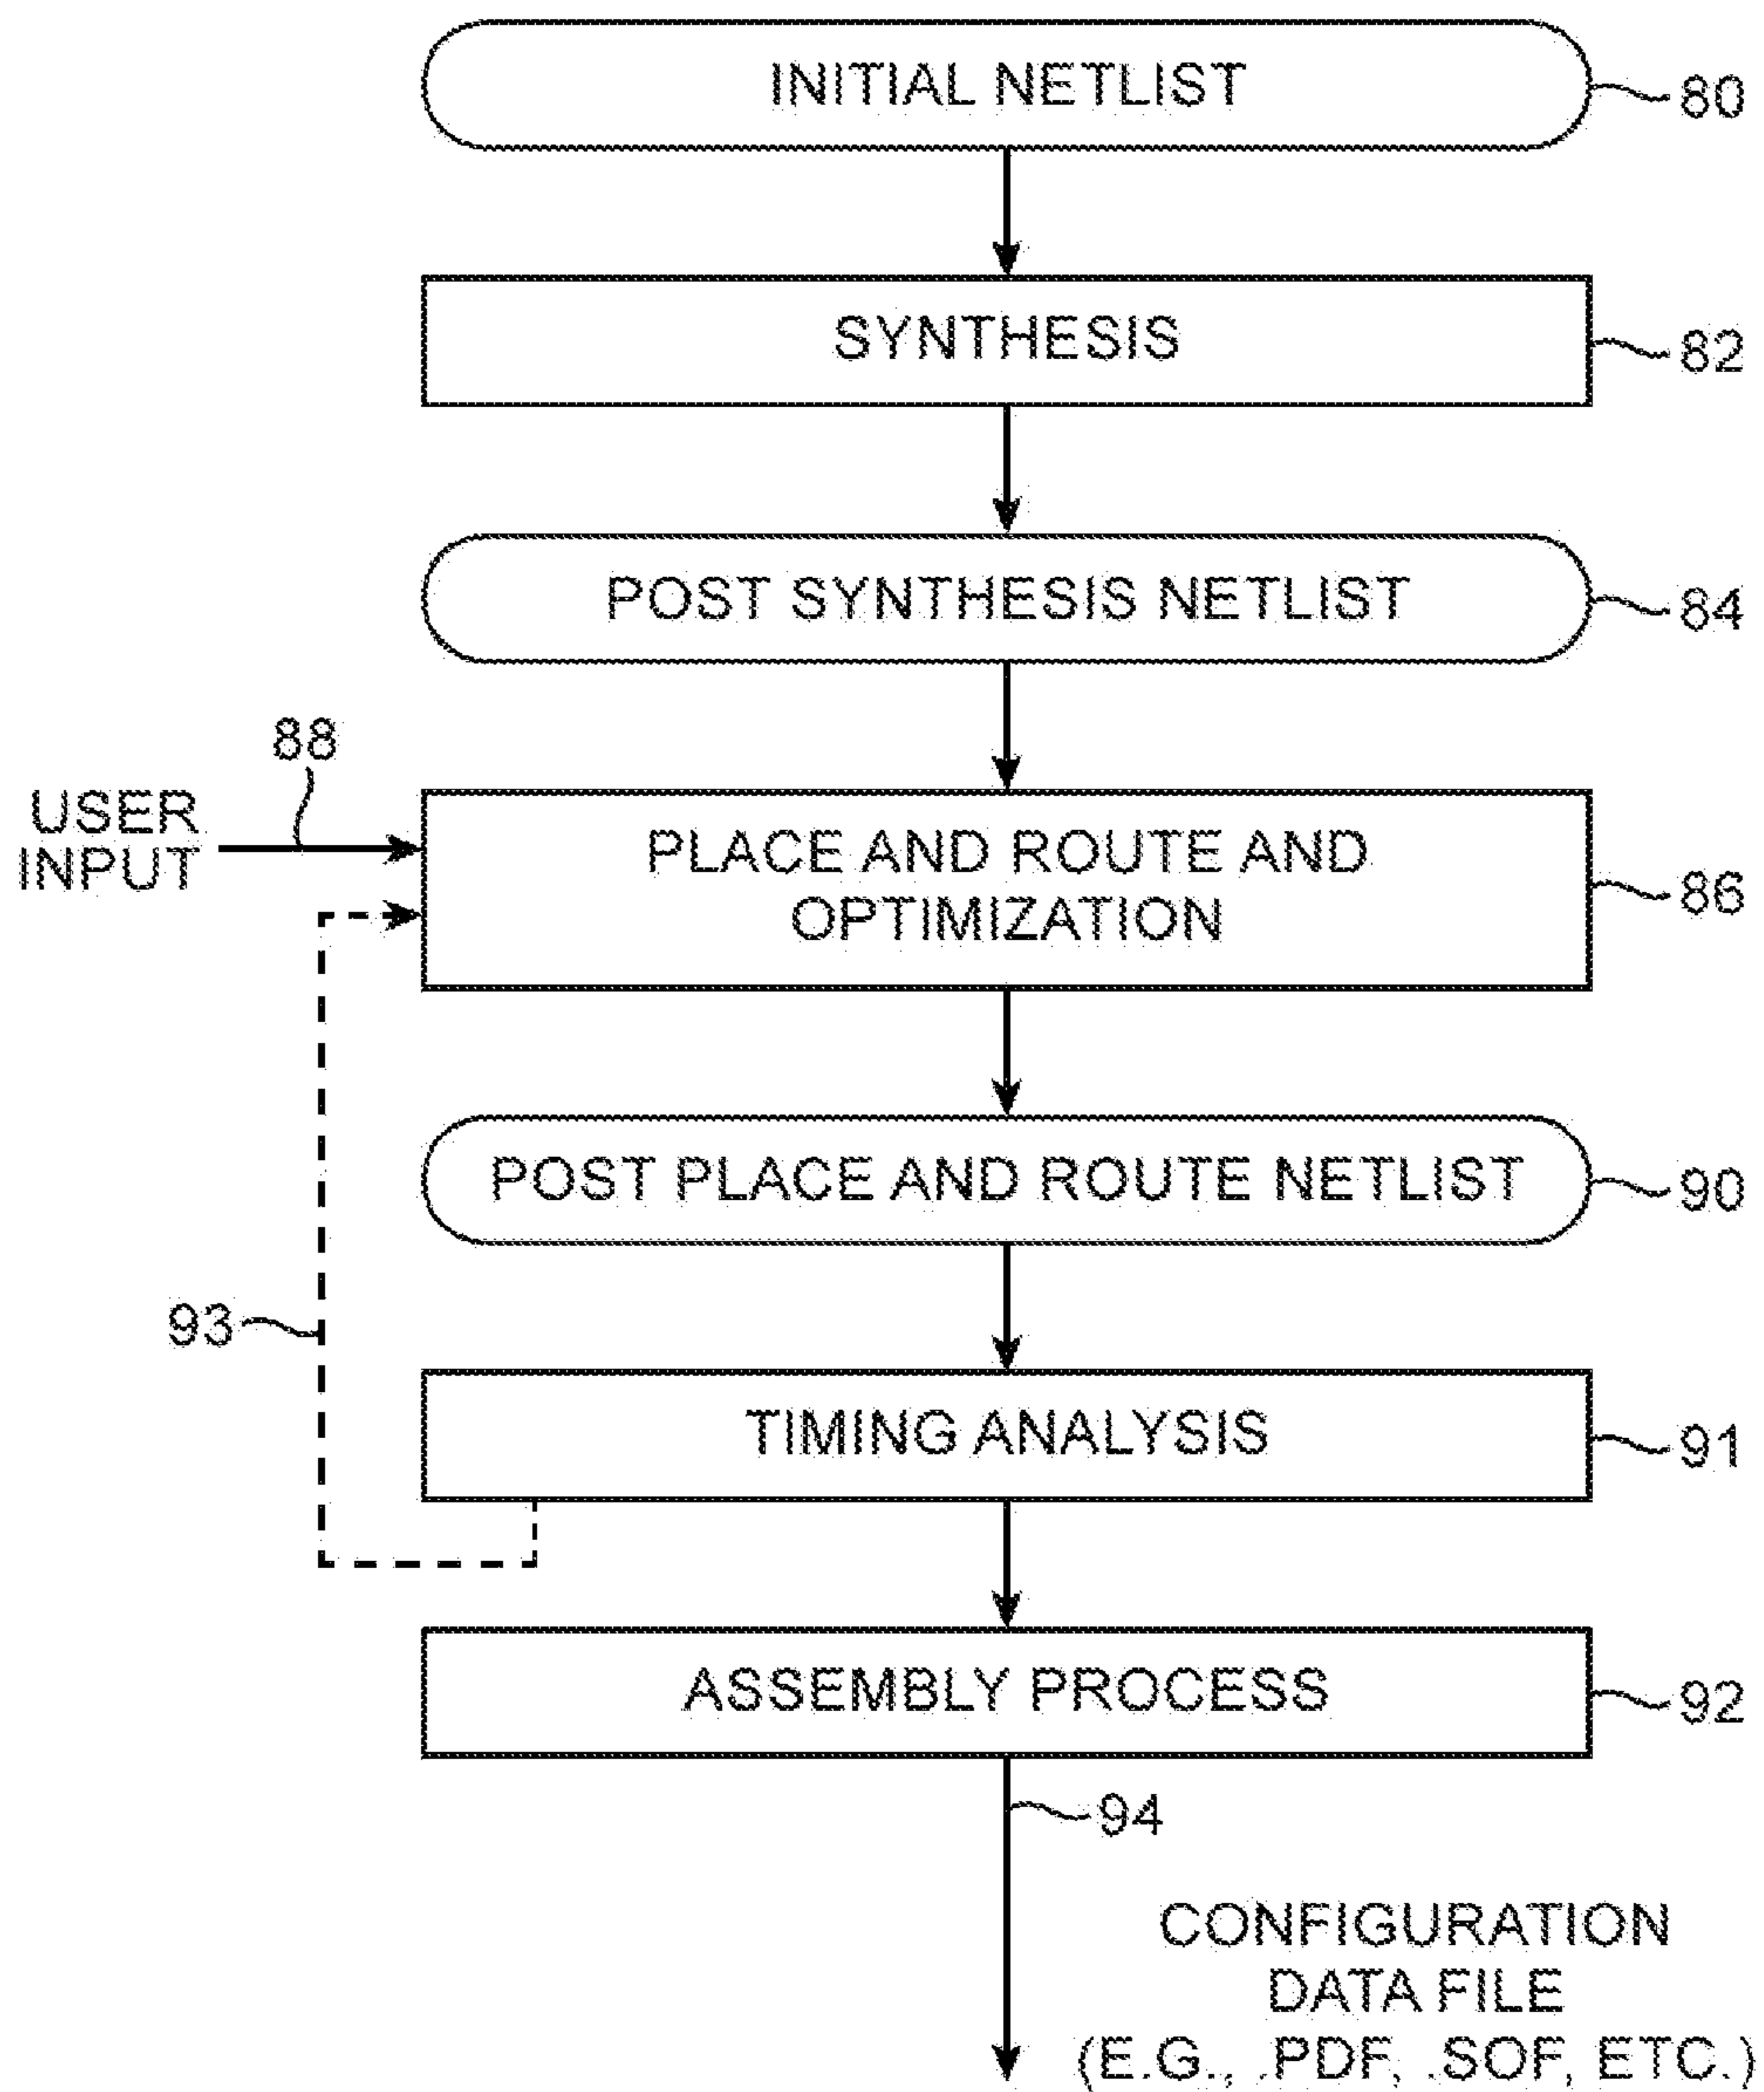 INITIAL NETLIST
80
SYNTHESIS
82
POST SYNTHESIS NETLIST
84
88
USER
INPUT
PLACE AND ROUTE AND
OPTIMIZATION
86
POST PLACE AND ROUTE NETLIST
90
93
TIMING ANALYSIS
91
ASSEMBLY PROCESS
92
94
CONFIGURATION
DATA FILE
(E.G., .PDF, .SOF, ETC.)